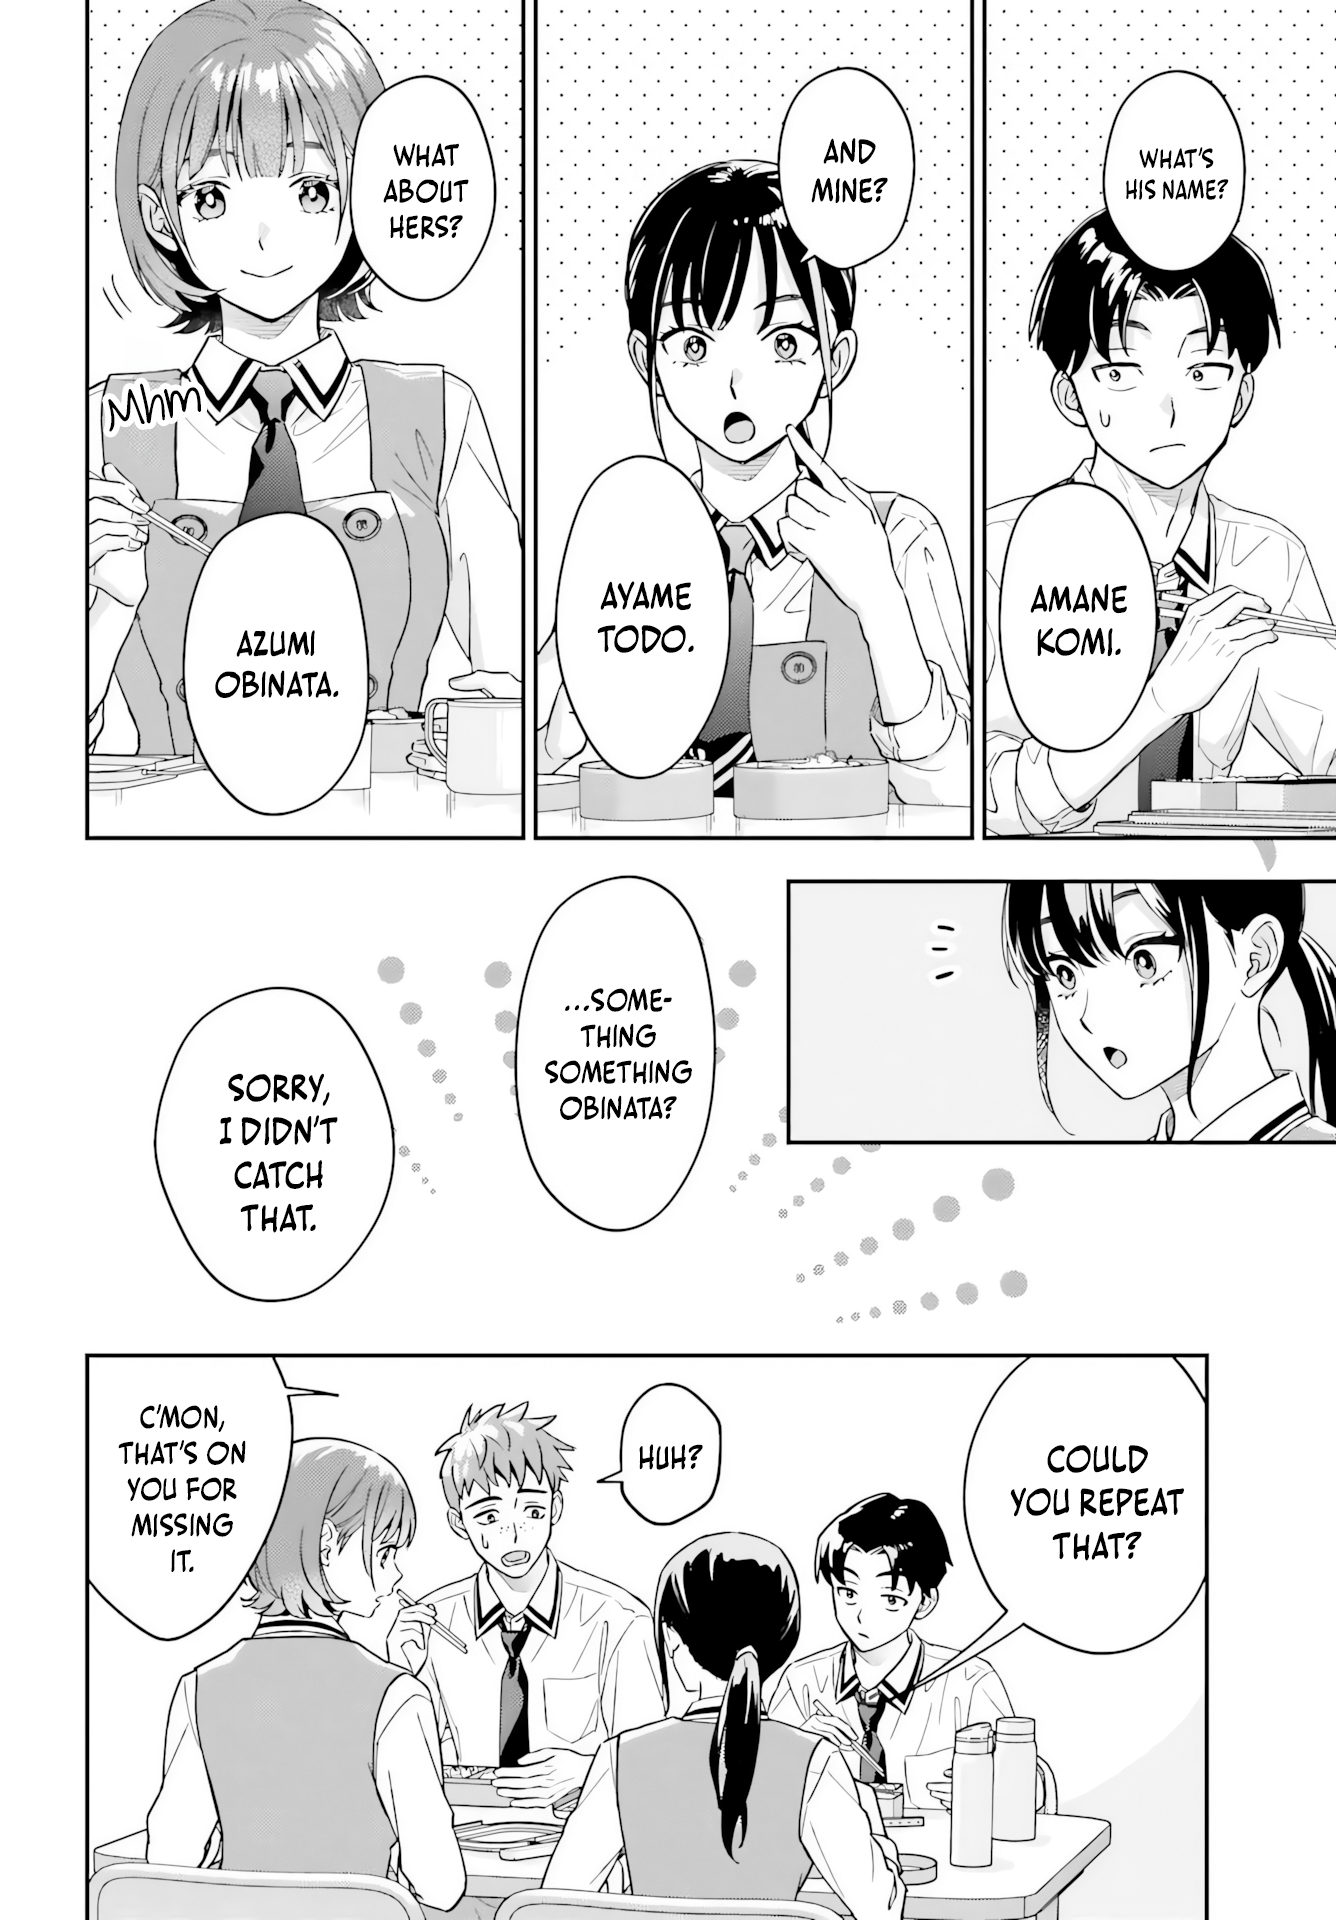 WHAT'S
HIS NAME?
AMANE
KOMI.
AND
MINE?
AYAME
TODO.
WHAT
ABOUT
HERS?
Mhm
AZUMI
OBINATA.
...SOME-
THING
SOMETHING
OBINATA?
SORRY,
I DIDN'T
CATCH
THAT.
COULD
YOU REPEAT
THAT?
HUH?
C'MON,
THAT'S ON
YOU FOR
MISSING
IT.